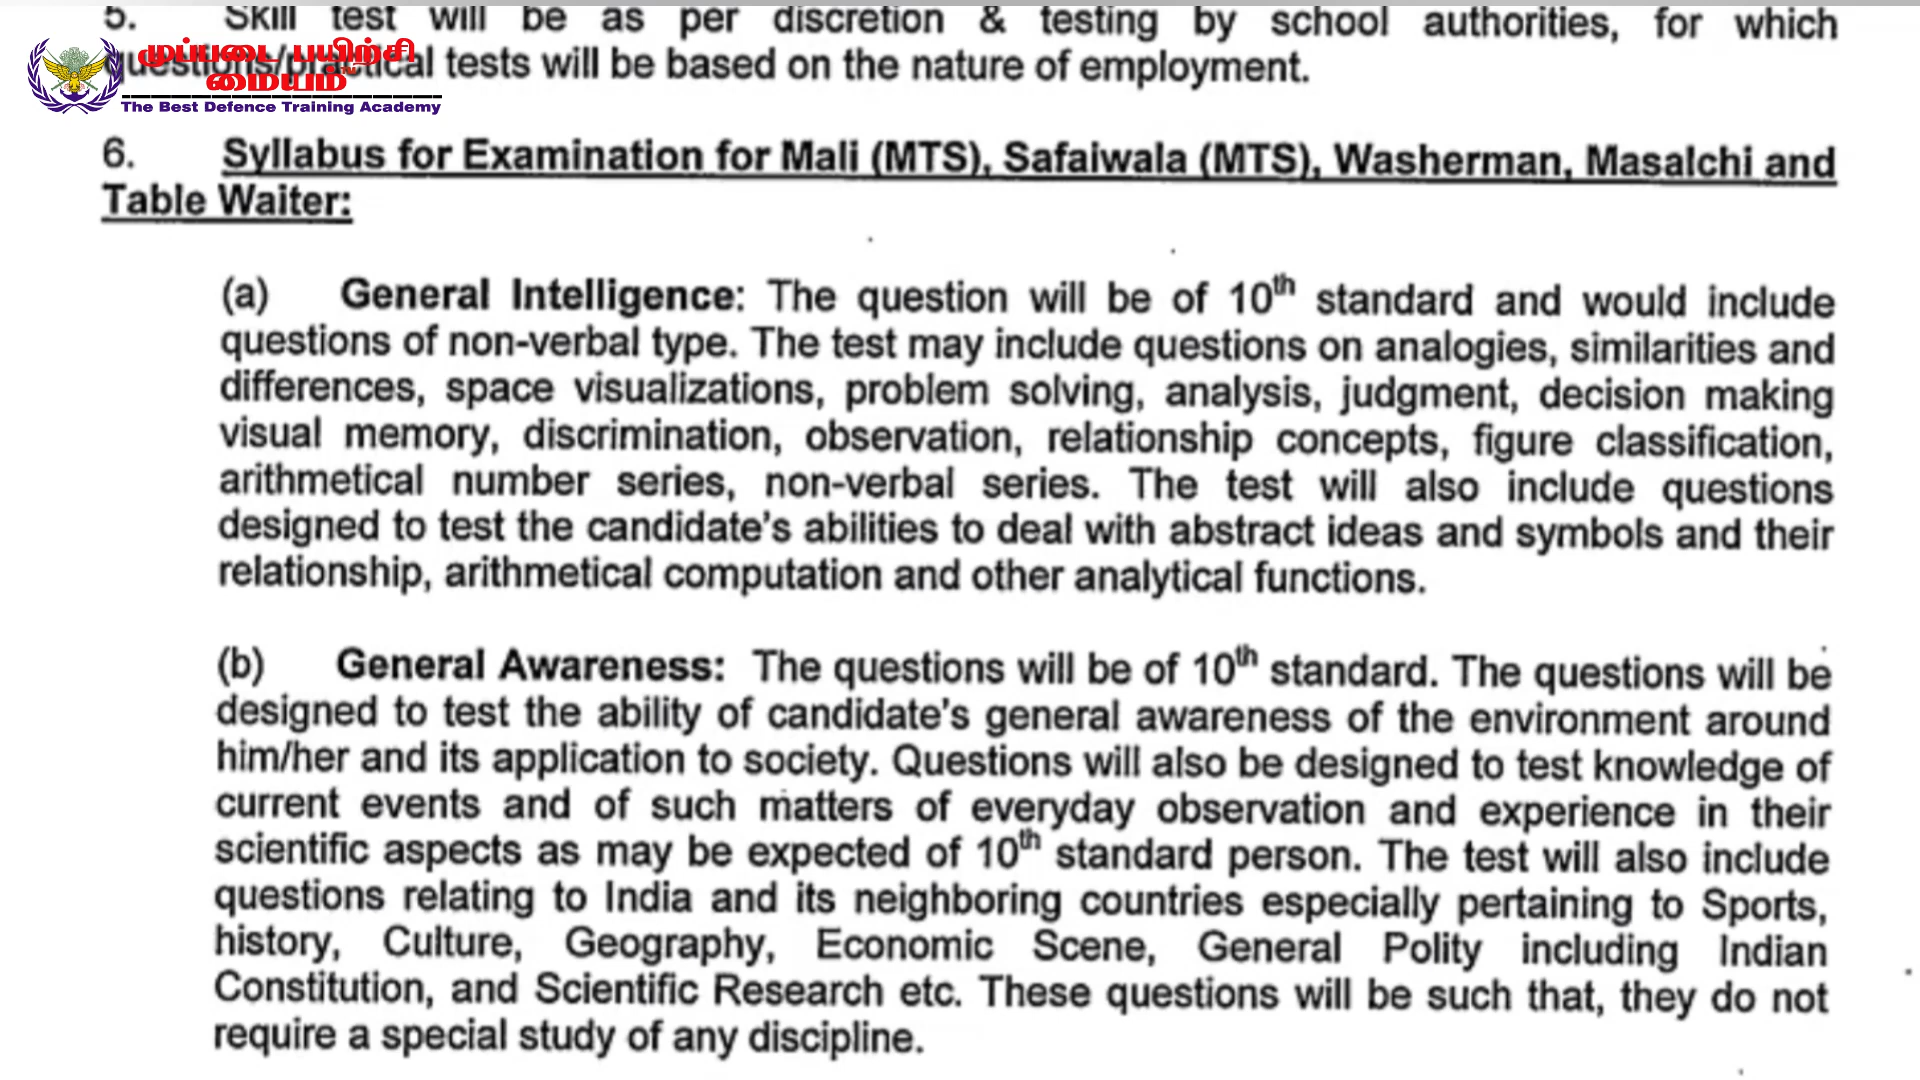 5. Skill test will be as per discretion & testing by school authorities, for which
tests will be based on the nature of employment.
முப்படை பயிற்சி
மையம்
The Best Defence Training Academy
6. Syllabus for Examination for Mali (MTS), Safaiwala (MTS), Washerman, Masalchi and
Table Waiter:
(a) General Intelligence: The question will be of 10th standard and would include
questions of non-verbal type. The test may include questions on analogies, similarities and
differences, space visualizations, problem solving, analysis, judgment, decision making
visual memory, discrimination, observation, relationship concepts, figure classification,
arithmetical number series, non-verbal series. The test will also include questions
designed to test the candidate's abilities to deal with abstract ideas and symbols and their
relationship, arithmetical computation and other analytical functions.
(b) General Awareness: The questions will be of 10th standard. The questions will be
designed to test the ability of candidate's general awareness of the environment around
him/her and its application to society. Questions will also be designed to test knowledge of
current events and of such matters of everyday observation and experience in their
scientific aspects as may be expected of 10th standard person. The test will also include
questions relating to India and its neighboring countries especially pertaining to Sports,
history, Culture, Geography, Economic Scene, General Polity including Indian
Constitution, and Scientific Research etc. These questions will be such that, they do not
require a special study of any discipline.